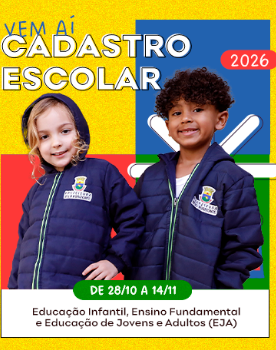 VEM AÍ
CADASTRO
ESCOLAR
2026
DE 28/10 A 14/11
Educação Infantil, Ensino Fundamental
e Educação de Jovens e Adultos (EJA)